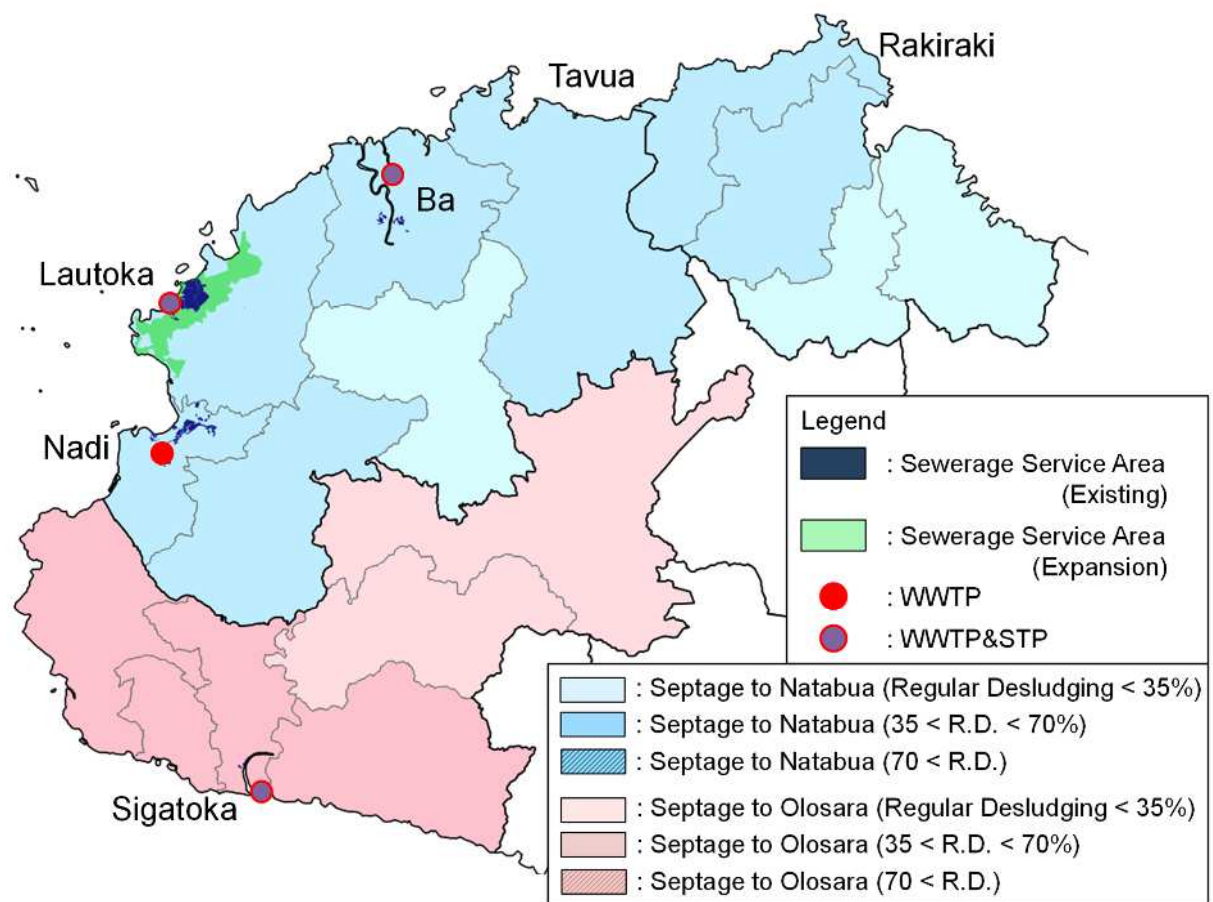 Rakiraki
Tavua
Ba
Lautoka
Nadi
Sigatoka
Legend
: Sewerage Service Area
(Existing)
: Sewerage Service Area
(Expansion)
: WWTP
: WWTP&STP
: Septage to Natabua (Regular Desludging < 35%)
: Septage to Natabua (35 < R.D. < 70%)
: Septage to Natabua (70 < R.D.)
: Septage to Olosara (Regular Desludging < 35%)
: Septage to Olosara (35 < R.D. < 70%)
: Septage to Olosara (70 < R.D.)